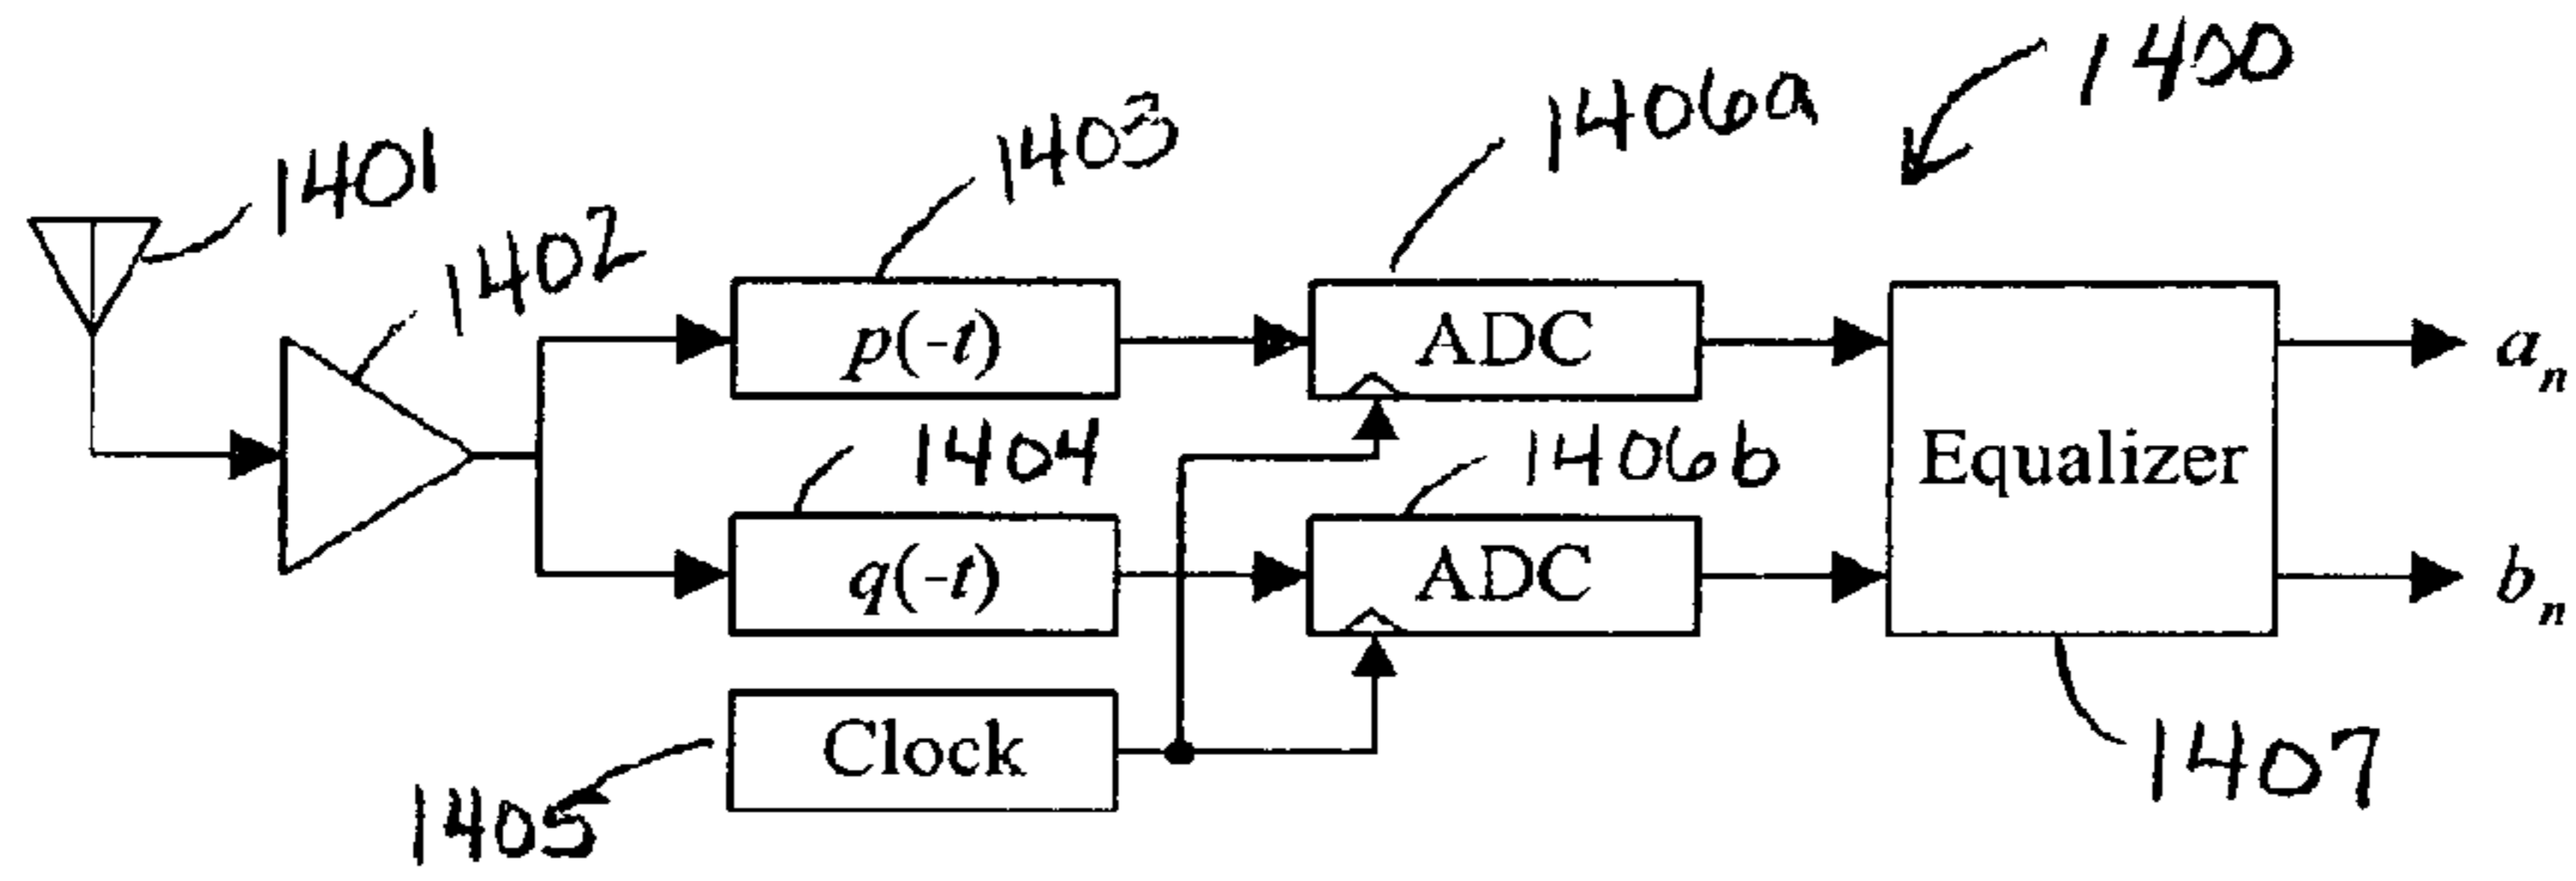 1400
1406a
1403
1401
1402
p(-t)
ADC
a_n
1404
1406b
Equalizer
q(-t)
ADC
b_n
Clock
1405
1407